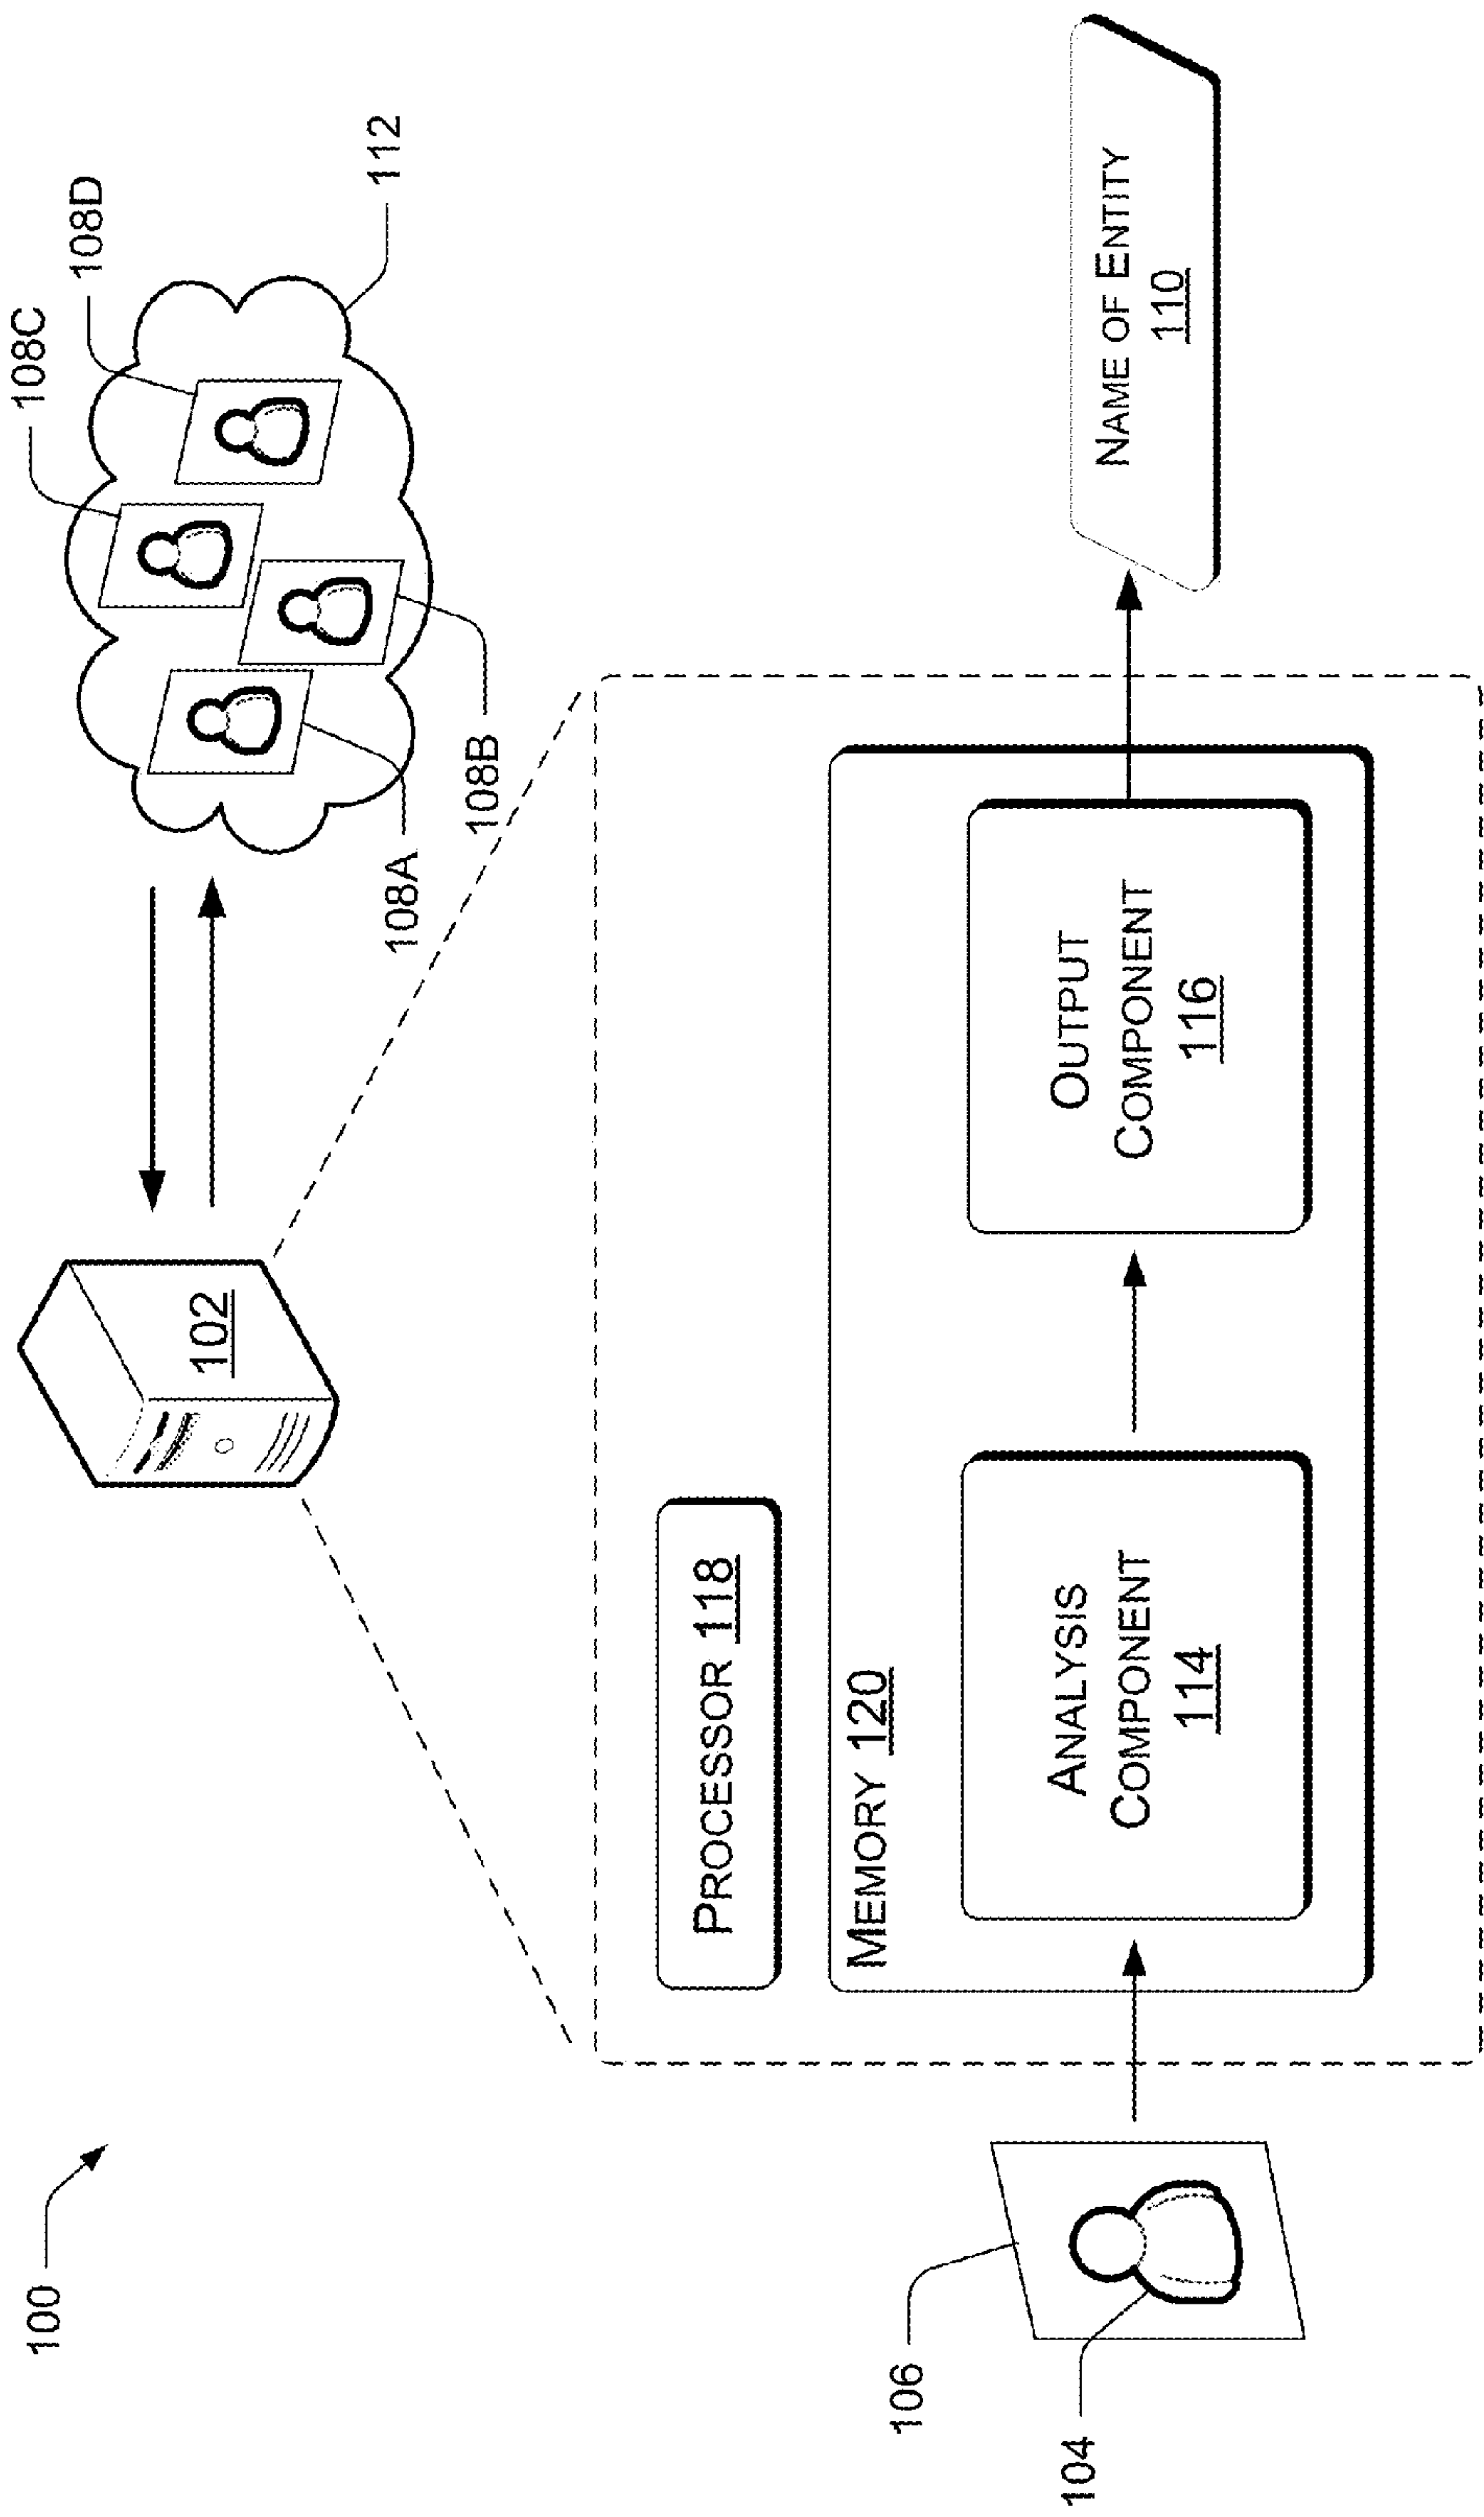 100
102
108C
108D
112
108A
108B
PROCESSOR 118
MEMORY 120
ANALYSIS
COMPONENT
114
OUTPUT
COMPONENT
116
NAME OF ENTITY
110
106
104